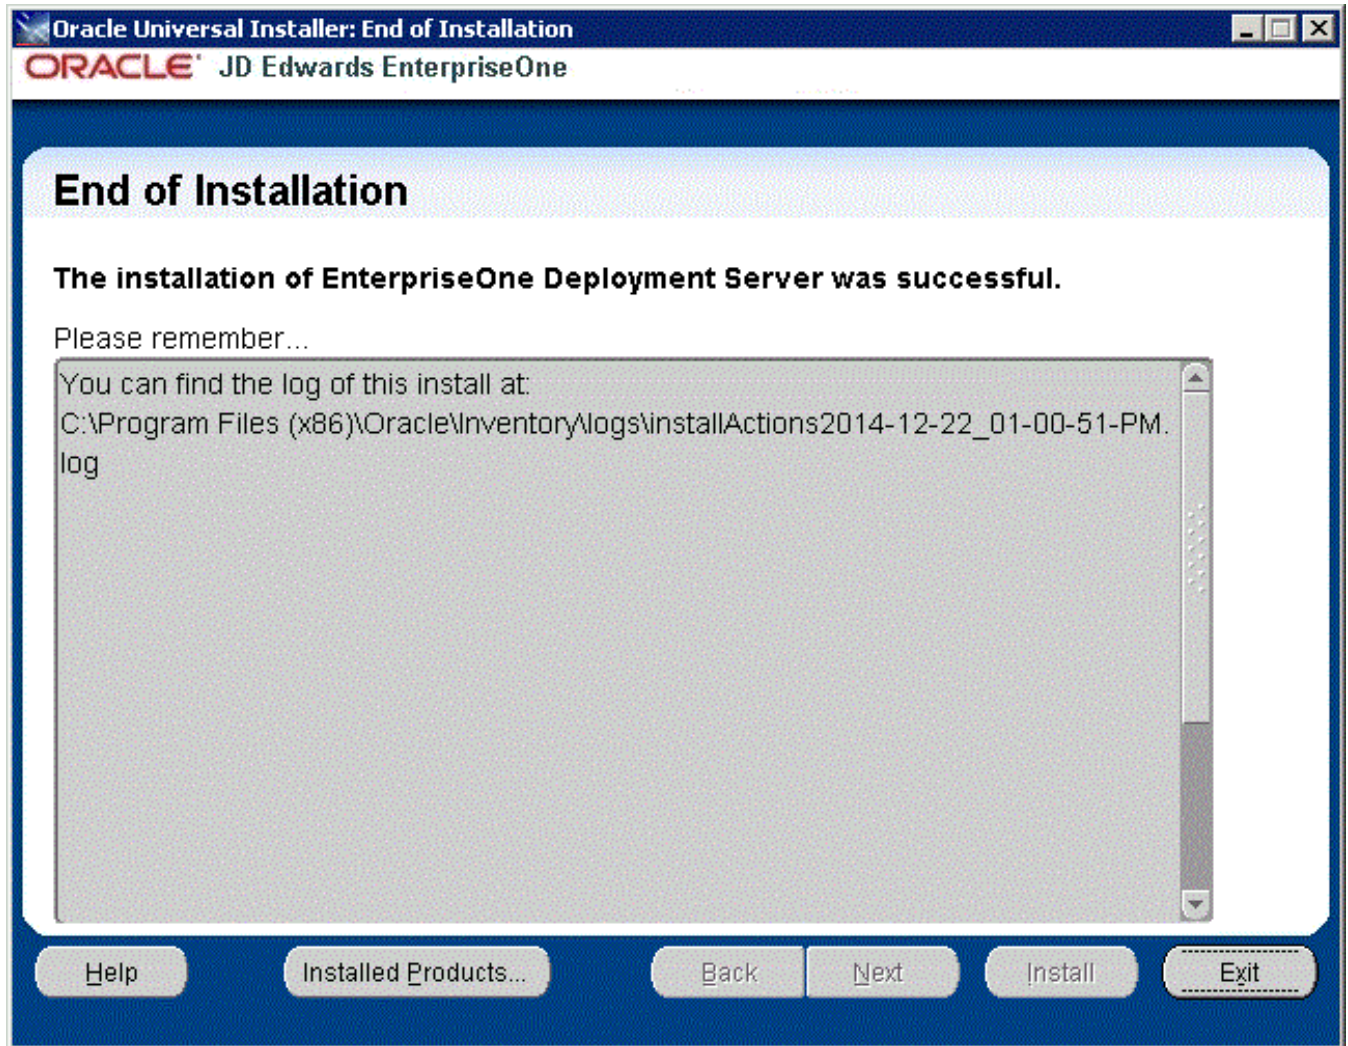 Oracle Universal Installer: End of Installation
ORACLE JD Edwards EnterpriseOne
End of Installation
The installation of EnterpriseOne Deployment Server was successful.
Please remember...
You can find the log of this install at:
C:\Program Files (x86)\Oracle\Inventory\logs\installActions2014-12-22_01-00-51-PM.
log
Help Installed Products... Back Next Install Exit